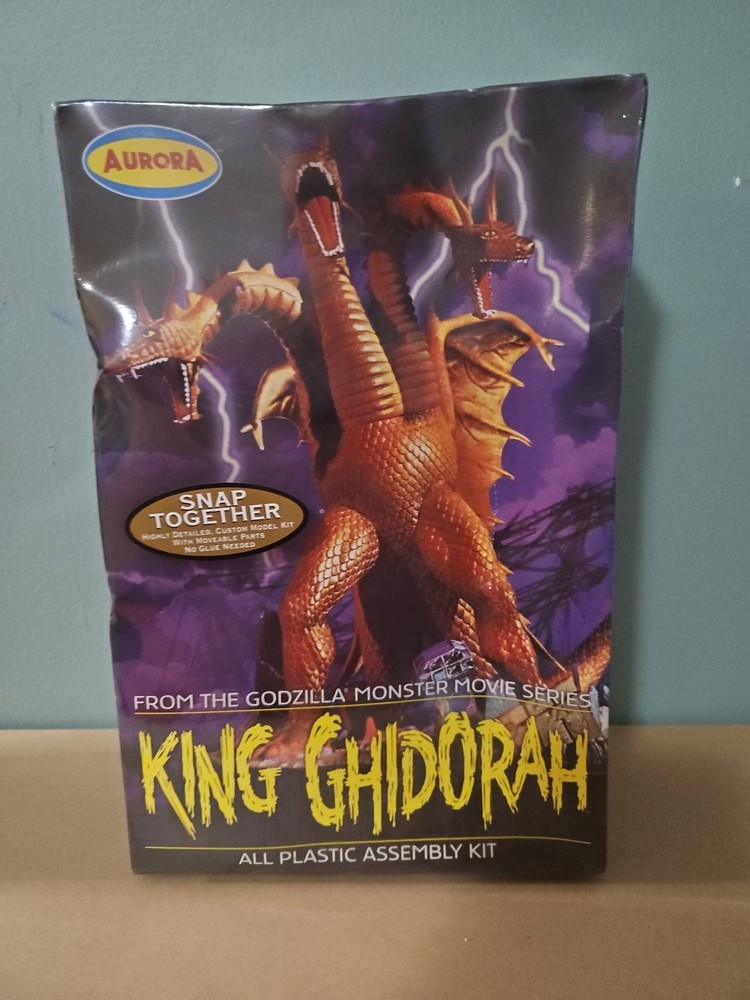 AURORA
SNAP
TOGETHER
HIGHLY DETAILED, CUSTOM MODEL KIT
WITH MOVEABLE PARTS
NO GLUE NEEDED
FROM THE GODZILLA® MONSTER MOVIE SERIES
KING GHIDORAH
ALL PLASTIC ASSEMBLY KIT